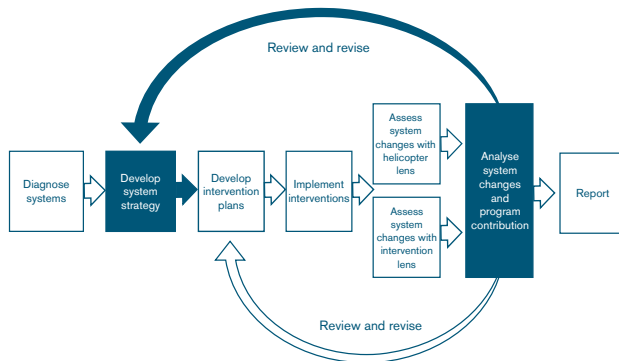 Review and revise
Diagnose
systems
Develop
system
strategy
Develop
intervention
plans
Implement
interventions
Assess
system
changes with
helicopter
lens
Assess
system
changes with
intervention
lens
Analyse
system
changes
and
program
contribution
Report
Review and revise